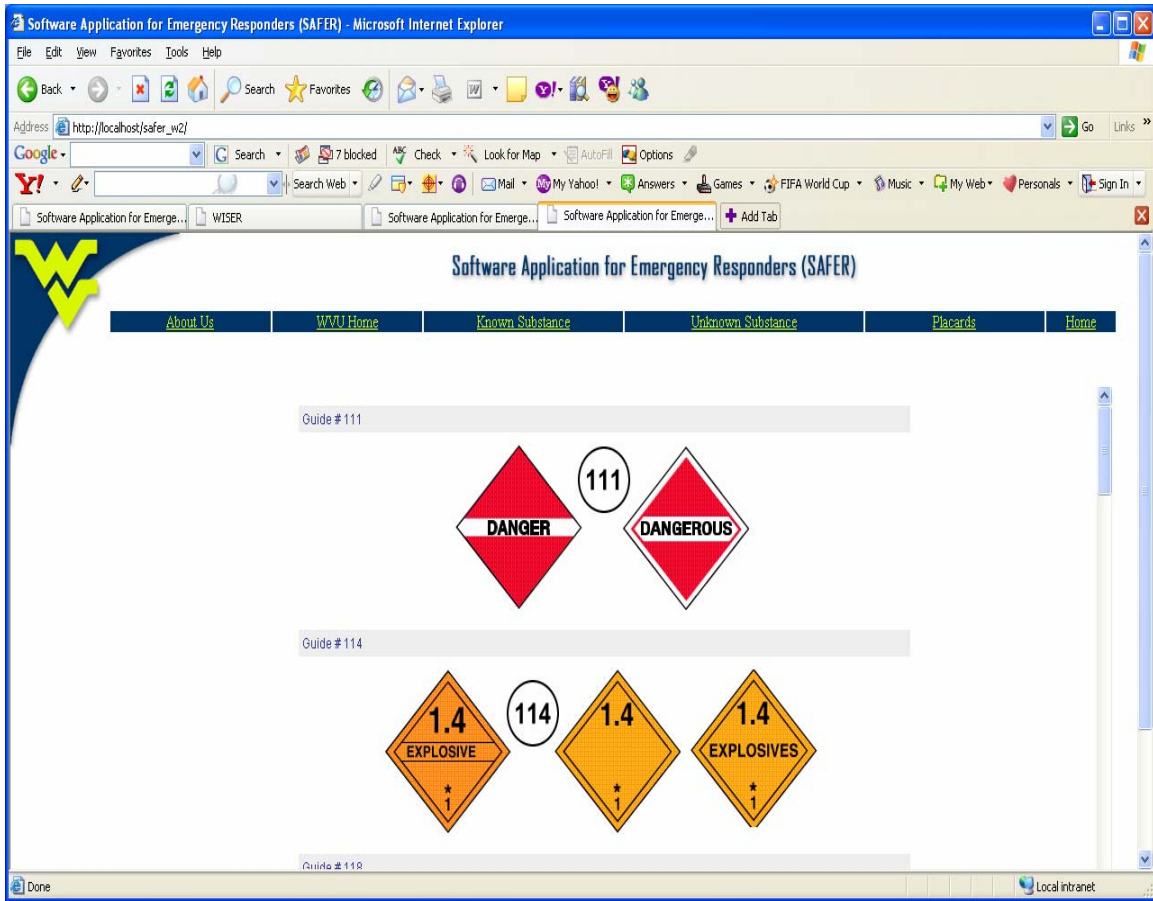 Software Application for Emergency Responders (SAFER) - Microsoft Internet Explorer
File Edit View Favorites Tools Help
Back Search Favorites
Address http://localhost/safer_w2/ Go Links »
Google Search 7 blocked ABC Check Look for Map AutoFill Options
Y! Search Web Mail My Yahoo! Answers Games FIFA World Cup Music My Web Personals Sign In
Software Application for Emerge... WISER Software Application for Emerge... Software Application for Emerge... Add Tab
WV
Software Application for Emergency Responders (SAFER)
About Us WVU Home Known Substance Unknown Substance Placards Home
Guide # 111
111
DANGER DANGEROUS
Guide # 114
1.4 114 1.4 1.4
EXPLOSIVE EXPLOSIVES
* * *
1 1 1
Guide # 118
Done Local intranet